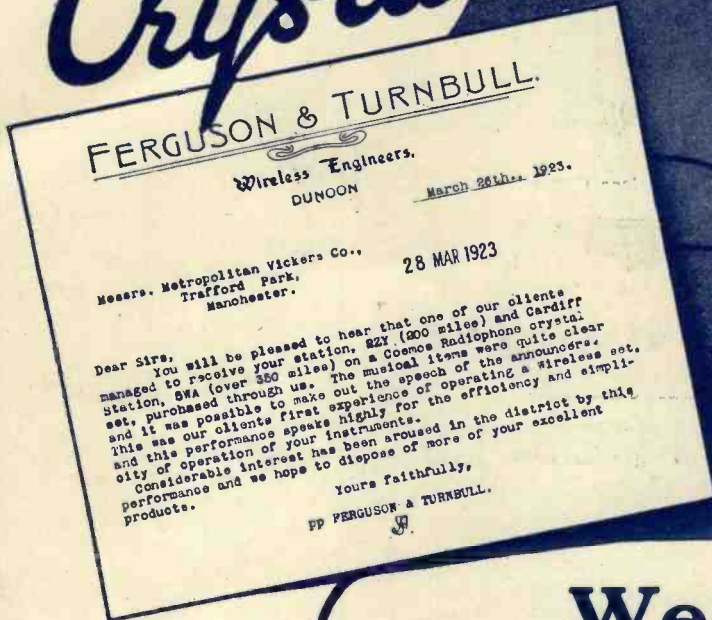 Crysta
FERGUSON & TURNBULL.
Wireless Engineers,
DUNOON
March 26th., 1923.
28 MAR 1923
Messrs. Metropolitan Vickers Co.,
Trafford Park,
Manchester.
Dear Sirs,
You will be pleased to hear that one of our clients
managed to receive your station, 2ZY (200 miles) and Cardiff
Station, 5WA (over 350 miles) on a Cosmos Radiophone crystal
set, purchased through us. The musical items were quite clear
and it was possible to make out the speech of the announcers.
This was our clients first experience of operating a wireless set,
and this performance speaks highly for the efficiency and simpli-
city of operation of your instruments.
Considerable interest has been aroused in the district by this
performance and we hope to dispose of more of your excellent
products.
Yours faithfully,
pp FERGUSON & TURNBULL.
We